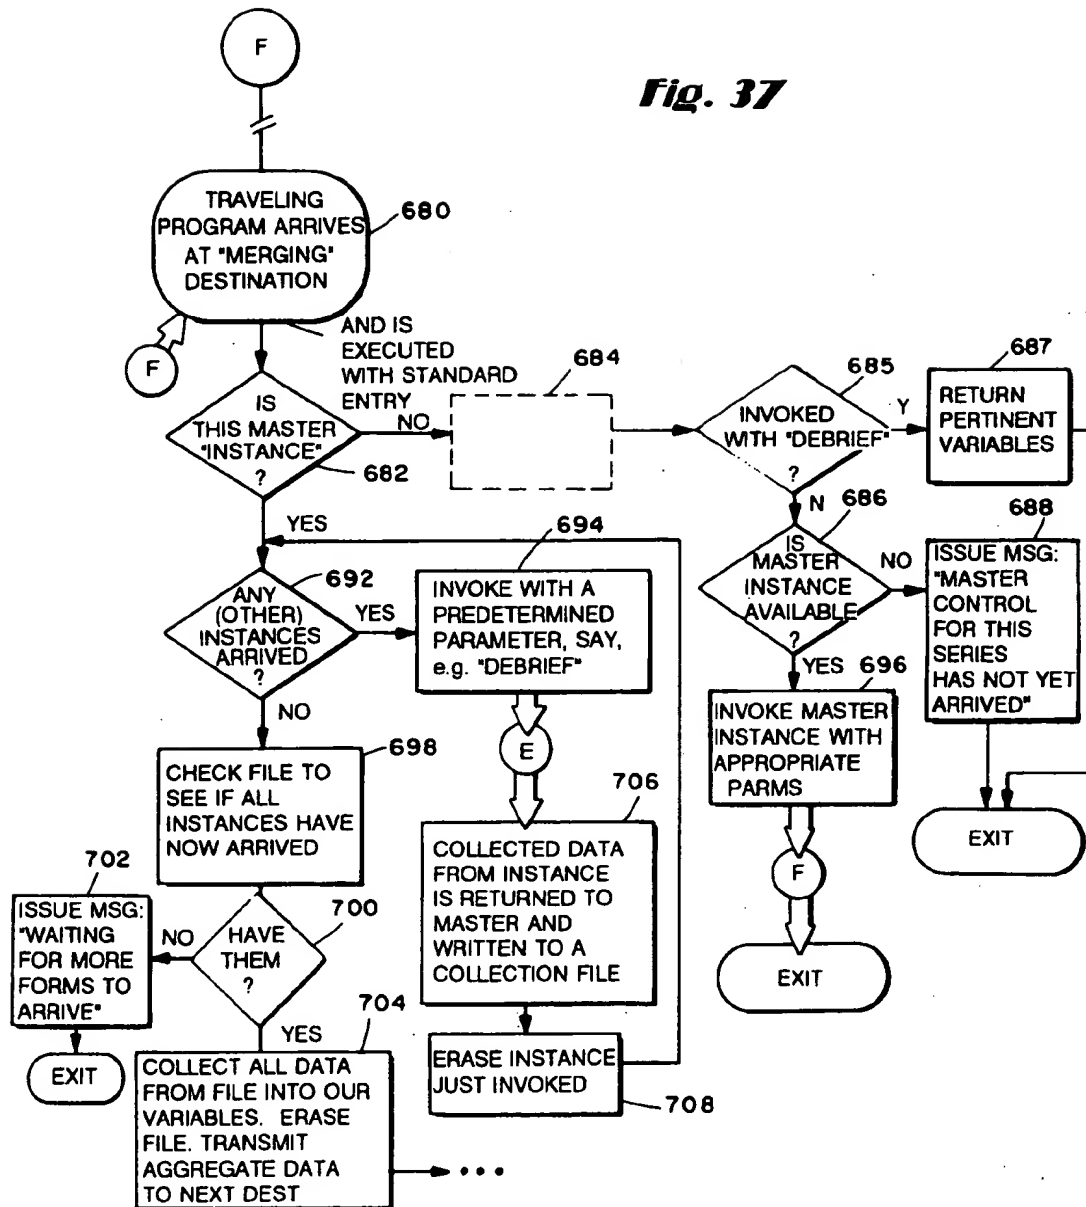 F
Fig. 37
TRAVELING
PROGRAM ARRIVES
AT "MERGING"
DESTINATION
680
F
AND IS
EXECUTED
WITH STANDARD
ENTRY
IS
THIS MASTER
"INSTANCE"
?
682
NO
684
INVOKED
WITH "DEBRIEF"
?
685
Y
687
RETURN
PERTINENT
VARIABLES
N
686
IS
MASTER
INSTANCE
AVAILABLE
?
NO
688
ISSUE MSG:
"MASTER
CONTROL
FOR THIS
SERIES
HAS NOT YET
ARRIVED"
EXIT
YES
696
INVOKE MASTER
INSTANCE WITH
APPROPRIATE
PARMS
F
EXIT
YES
692
ANY
(OTHER)
INSTANCES
ARRIVED
?
YES
694
INVOKE WITH A
PREDETERMINED
PARAMETER, SAY,
e.g. "DEBRIEF"
E
706
COLLECTED DATA
FROM INSTANCE
IS RETURNED TO
MASTER AND
WRITTEN TO A
COLLECTION FILE
ERASE INSTANCE
JUST INVOKED
708
NO
698
CHECK FILE TO
SEE IF ALL
INSTANCES HAVE
NOW ARRIVED
700
HAVE
THEM
?
NO
702
ISSUE MSG:
"WAITING
FOR MORE
FORMS TO
ARRIVE"
EXIT
YES
704
COLLECT ALL DATA
FROM FILE INTO OUR
VARIABLES. ERASE
FILE. TRANSMIT
AGGREGATE DATA
TO NEXT DEST
• • •